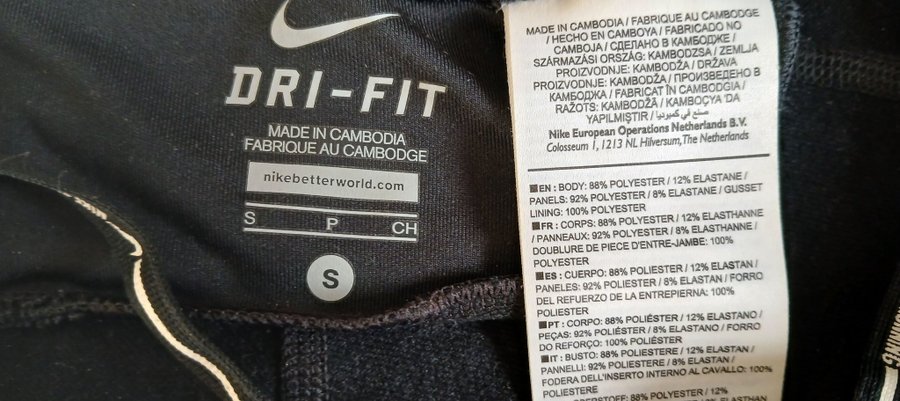 DRI-FIT
MADE IN CAMBODIA
FABRIQUE AU CAMBODGE
nikebetterworld.com
S P CH
S
MADE IN CAMBODIA / FABRIQUE AU CAMBODGE
/ HECHO EN CAMBOYA / FABRICADO NO
CAMBOJA / СДЕЛАНО В КАМБОДЖЕ /
SZÁRMAZÁSI ORSZÁG: KAMBODZSA / ZEMLJA
PROIZVODNJE: KAMBODŽA / DRŽAVA
PROIZVODNJE: KAMBODŽA / ПРОИЗВЕДЕНО В
КАМБОДЖА / FABRICAT ÎN CAMBODGIA /
RAŽOTS: KAMBODŽĀ / KAMBOÇYA 'DA
YAPILMIŞTIR / صنع في كمبوديا
Nike European Operations Netherlands B.V.
Colosseum 1, 1213 NL Hilversum, The Netherlands
EN : BODY: 88% POLYESTER / 12% ELASTANE /
PANELS: 92% POLYESTER / 8% ELASTANE / GUSSET
LINING: 100% POLYESTER
FR : CORPS: 88% POLYESTER / 12% ELASTHANNE
/ PANNEAUX: 92% POLYESTER / 8% ELASTHANNE /
DOUBLURE DE PIECE D'ENTRE-JAMBE: 100%
POLYESTER
ES : CUERPO: 88% POLIESTER / 12% ELASTAN /
PANELES: 92% POLIESTER / 8% ELASTAN / FORRO
DEL REFUERZO DE LA ENTREPIERNA: 100%
POLIESTER
PT : CORPO: 88% POLIÉSTER / 12% ELASTANO /
PEÇAS: 92% POLIÉSTER / 8% ELASTANO / FORRO
DO REFORÇO: 100% POLIÉSTER
IT : BUSTO: 88% POLIESTERE / 12% ELASTAN /
PANNELLI: 92% POLIESTERE / 8% ELASTAN /
FODERA DELL'INSERTO INTERNO AL CAVALLO: 100%
POLIESTERE
88% POLYESTER / 12%